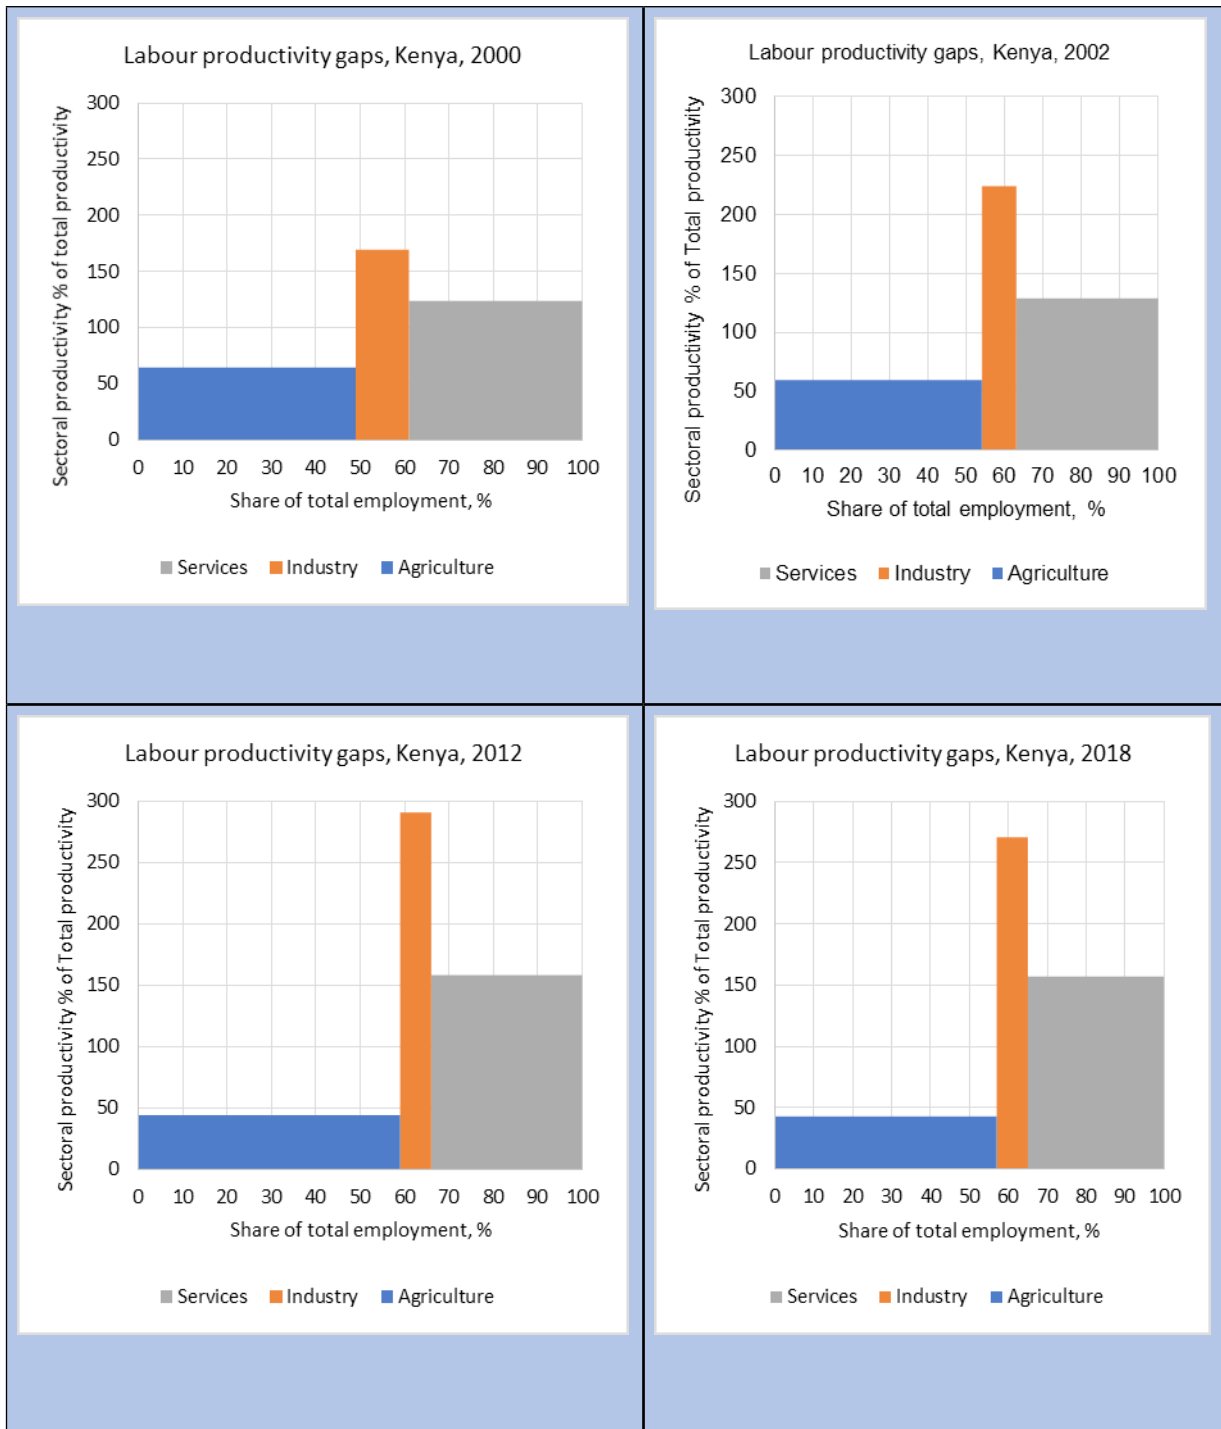 Labour productivity gaps, Kenya, 2000
Sectoral productivity % of total productivity
300
250
200
150
100
50
0
0 10 20 30 40 50 60 70 80 90 100
Share of total employment, %
Services Industry Agriculture
Labour productivity gaps, Kenya, 2002
Sectoral productivity % of Total productivity
300
250
200
150
100
50
0
0 10 20 30 40 50 60 70 80 90 100
Share of total employment, %
Services Industry Agriculture
Labour productivity gaps, Kenya, 2012
Sectoral productivity % of Total productivity
300
250
200
150
100
50
0
0 10 20 30 40 50 60 70 80 90 100
Share of total employment, %
Services Industry Agriculture
Labour productivity gaps, Kenya, 2018
Sectoral productivity % of Total productivity
300
250
200
150
100
50
0
0 10 20 30 40 50 60 70 80 90 100
Share of total employment, %
Services Industry Agriculture